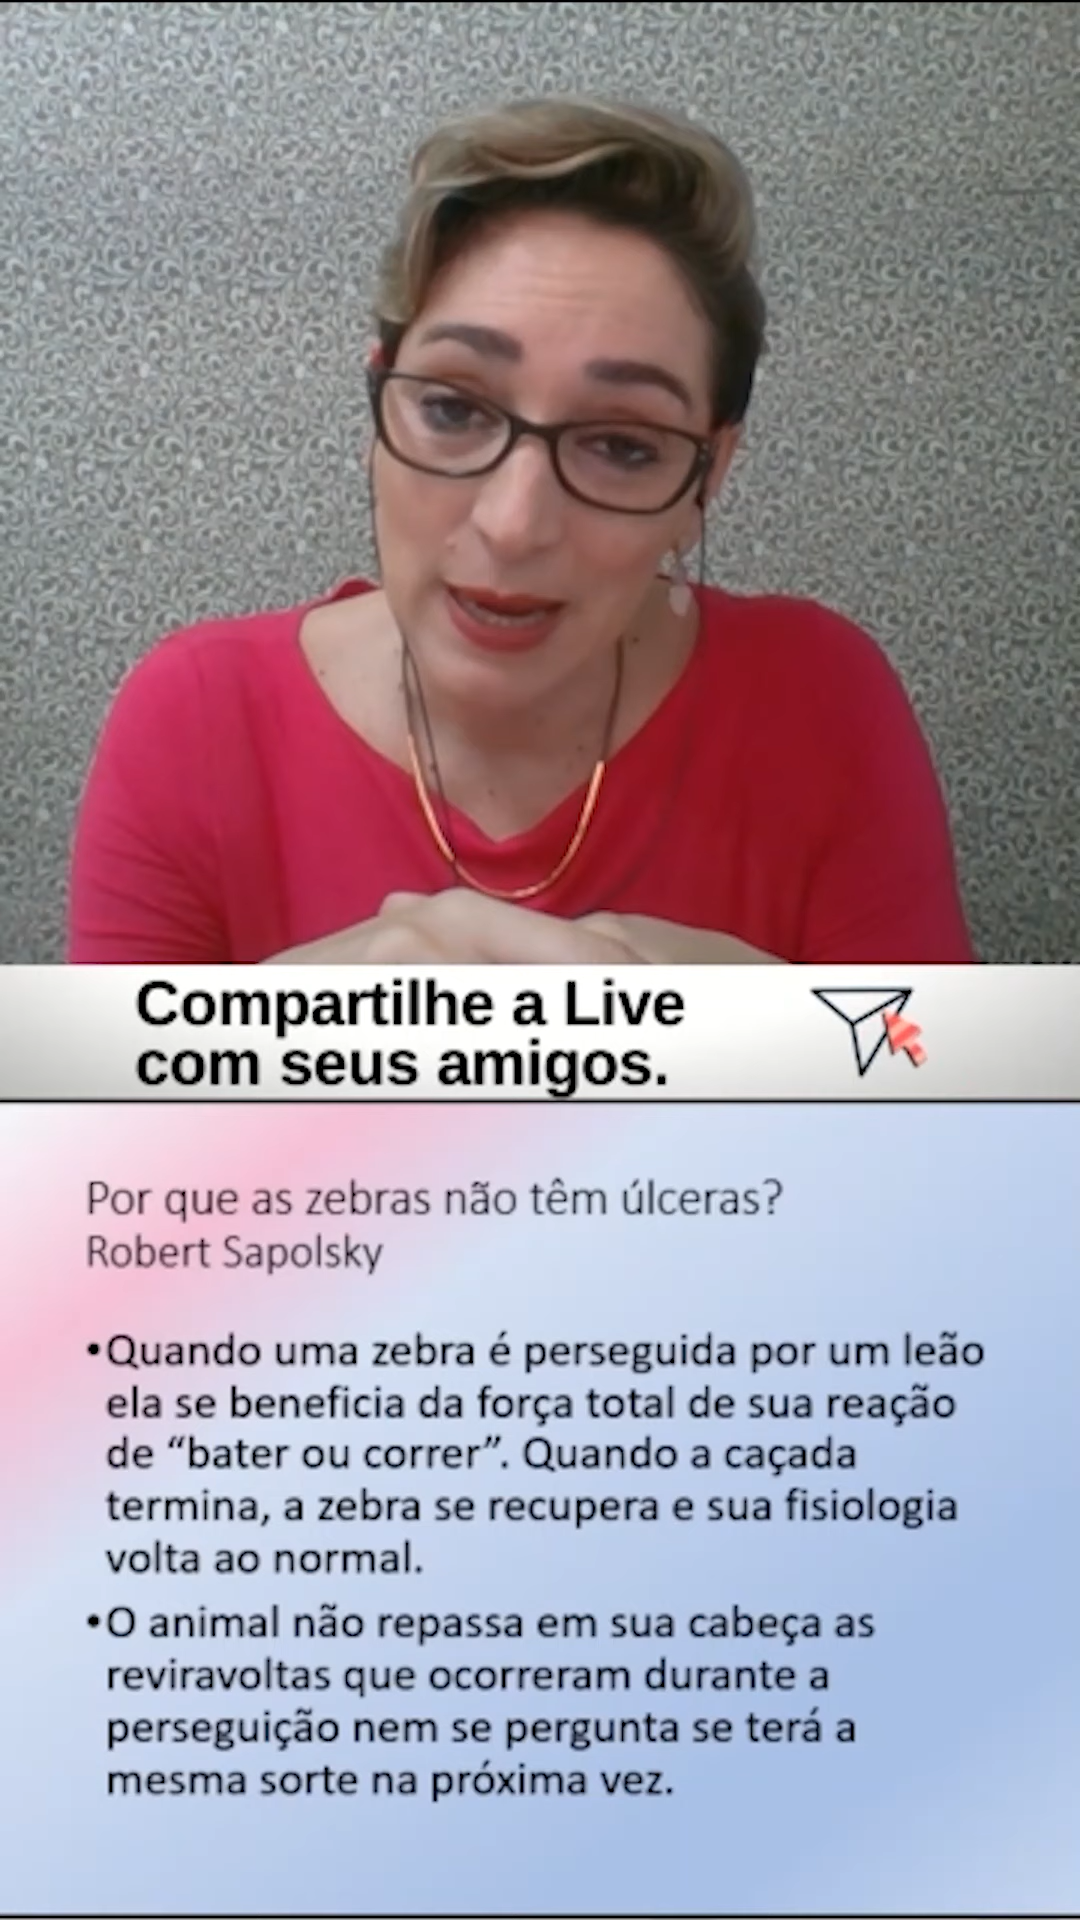 Compartilhe a Live
com seus amigos.
Por que as zebras não têm úlceras?
Robert Sapolsky
•Quando uma zebra é perseguida por um leão
ela se beneficia da força total de sua reação
de “bater ou correr”. Quando a caçada
termina, a zebra se recupera e sua fisiologia
volta ao normal.
•O animal não repassa em sua cabeça as
reviravoltas que ocorreram durante a
perseguição nem se pergunta se terá a
mesma sorte na próxima vez.